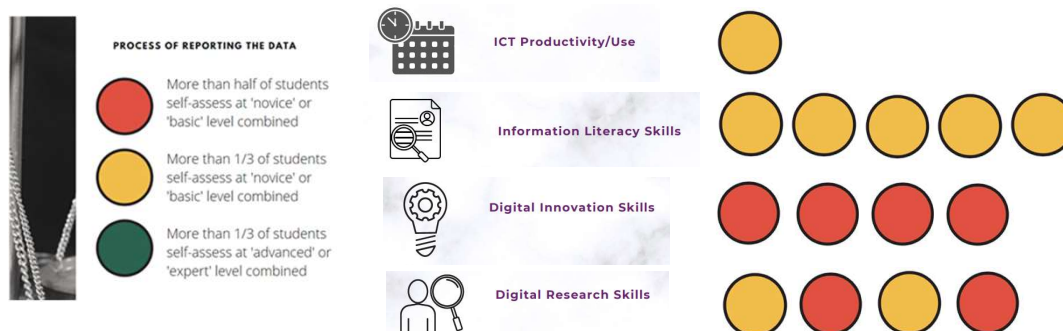 PROCESS OF REPORTING THE DATA
More than half of students
self-assess at 'novice' or
'basic' level combined
More than 1/3 of students
self-assess at 'novice' or
'basic' level combined
More than 1/3 of students
self-assess at 'advanced' or
'expert' level combined
ICT Productivity/Use
Information Literacy Skills
Digital Innovation Skills
Digital Research Skills